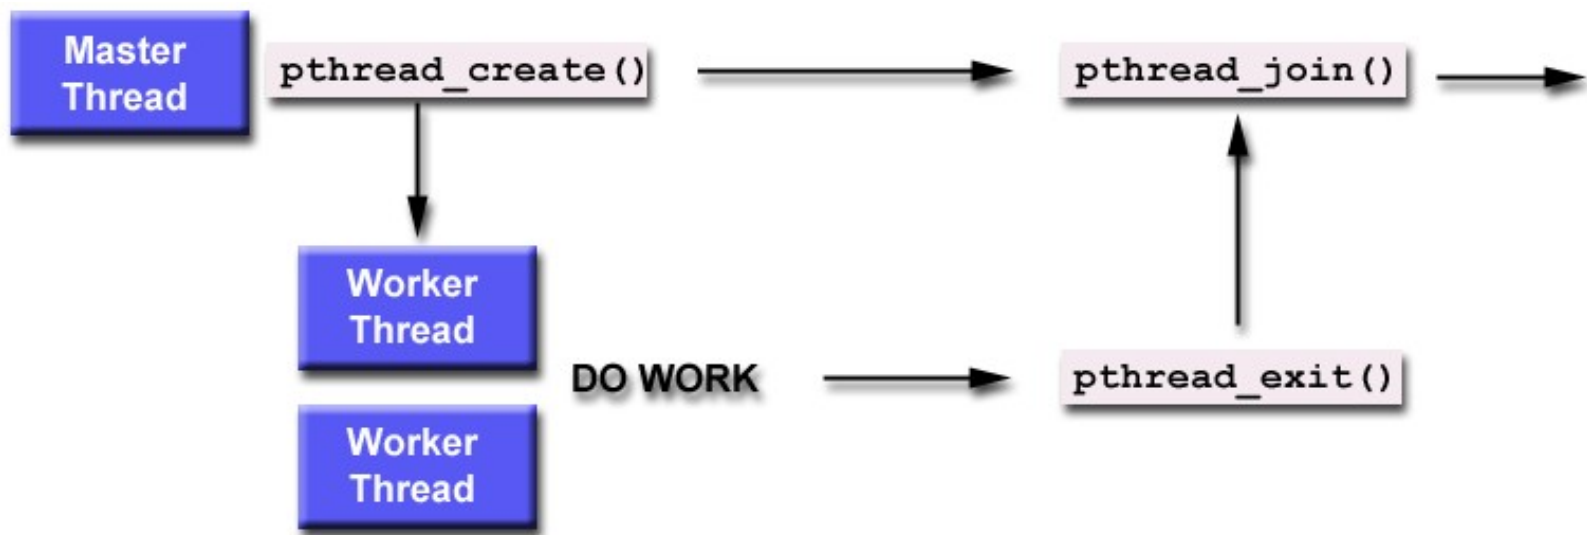 Master
Thread
pthread_create()
pthread_join()
Worker
Thread
DO WORK
pthread_exit()
Worker
Thread